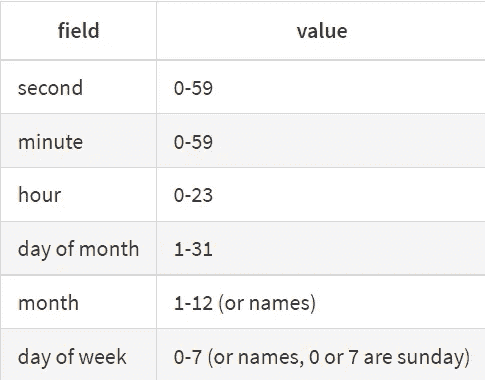 field value
second 0-59
minute 0-59
hour 0-23
day of month 1-31
month 1-12 (or names)
day of week 0-7 (or names, 0 or 7 are sunday)